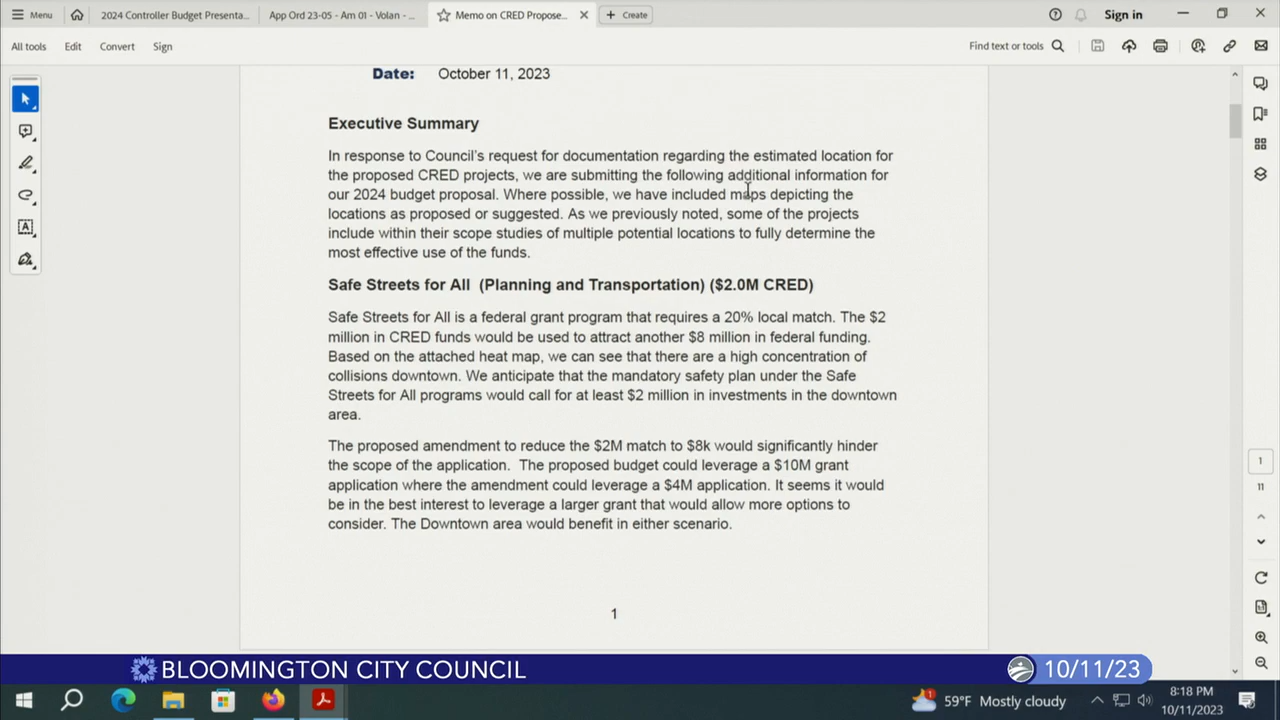 Menu
2024 Controller Budget Presenta...
App Ord 23-05 - Am 01 - Volan - ...
Memo on CRED Propose...
Create
Sign in
All tools
Edit
Convert
Sign
Find text or tools
Date: October 11, 2023
Executive Summary
In response to Council's request for documentation regarding the estimated location for
the proposed CRED projects, we are submitting the following additional information for
our 2024 budget proposal. Where possible, we have included maps depicting the
locations as proposed or suggested. As we previously noted, some of the projects
include within their scope studies of multiple potential locations to fully determine the
most effective use of the funds.
Safe Streets for All (Planning and Transportation) ($2.0M CRED)
Safe Streets for All is a federal grant program that requires a 20% local match. The $2
million in CRED funds would be used to attract another $8 million in federal funding.
Based on the attached heat map, we can see that there are a high concentration of
collisions downtown. We anticipate that the mandatory safety plan under the Safe
Streets for All programs would call for at least $2 million in investments in the downtown
area.
The proposed amendment to reduce the $2M match to $8k would significantly hinder
the scope of the application. The proposed budget could leverage a $10M grant
application where the amendment could leverage a $4M application. It seems it would
be in the best interest to leverage a larger grant that would allow more options to
consider. The Downtown area would benefit in either scenario.
1
1
11
BLOOMINGTON CITY COUNCIL
10/11/23
1
59°F Mostly cloudy
8:18 PM
10/11/2023